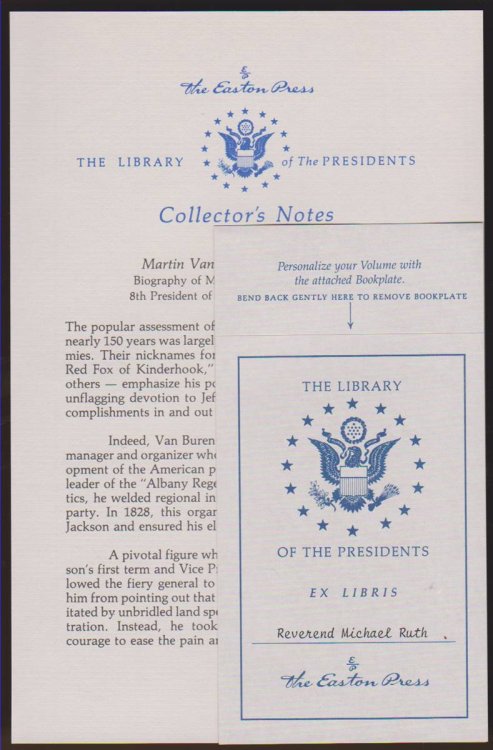 The Easton Press
THE LIBRARY of The PRESIDENTS
Collector's Notes
Martin Van
Biography of M
8th President of
The popular assessment of
nearly 150 years was largel
mies. Their nicknames for
Red Fox of Kinderhook,"
others — emphasize his po
unflagging devotion to Jef
complishments in and out
Indeed, Van Buren
manager and organizer who
opment of the American p
leader of the "Albany Rege
tics, he welded regional in
party. In 1828, this organ
Jackson and ensured his el
A pivotal figure wh
son's first term and Vice Pr
lowed the fiery general to
him from pointing out that
itated by unbridled land spe
tration. Instead, he took
courage to ease the pain an
Personalize your Volume with
the attached Bookplate.
BEND BACK GENTLY HERE TO REMOVE BOOKPLATE
THE LIBRARY
OF THE PRESIDENTS
EX LIBRIS
Reverend Michael Ruth
The Easton Press